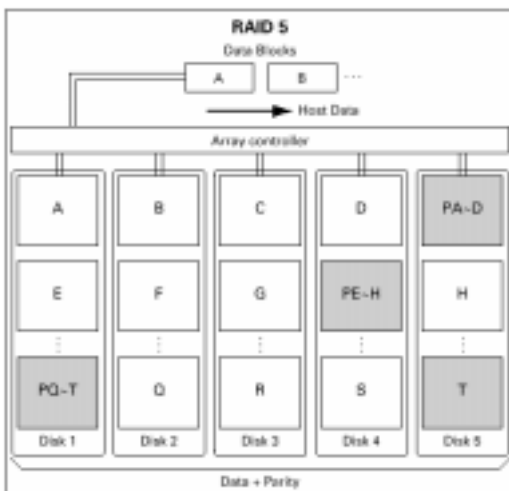 RAID 5
Data Blocks
A B ...
Host Data
Array controller
A B C D PA~D
E F G PE~H H
PQ~T Q R S T
Disk 1 Disk 2 Disk 3 Disk 4 Disk 5
Data + Parity